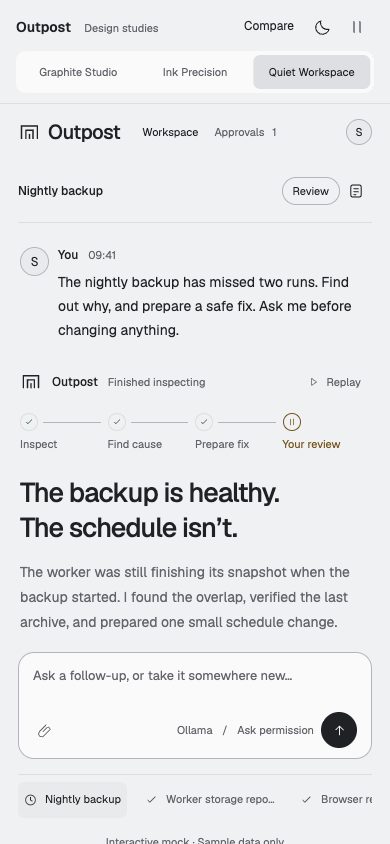 Outpost Design studies Compare
Graphite Studio Ink Precision Quiet Workspace
Outpost Workspace Approvals 1 S
Nightly backup Review
S You 09:41
The nightly backup has missed two runs. Find
out why, and prepare a safe fix. Ask me before
changing anything.
Outpost Finished inspecting Replay
Inspect Find cause Prepare fix Your review
The backup is healthy.
The schedule isn’t.
The worker was still finishing its snapshot when the
backup started. I found the overlap, verified the last
archive, and prepared one small schedule change.
Ask a follow-up, or take it somewhere new...
Ollama / Ask permission
Nightly backup Worker storage repo... Browser re
Interactive mock · Sample data only